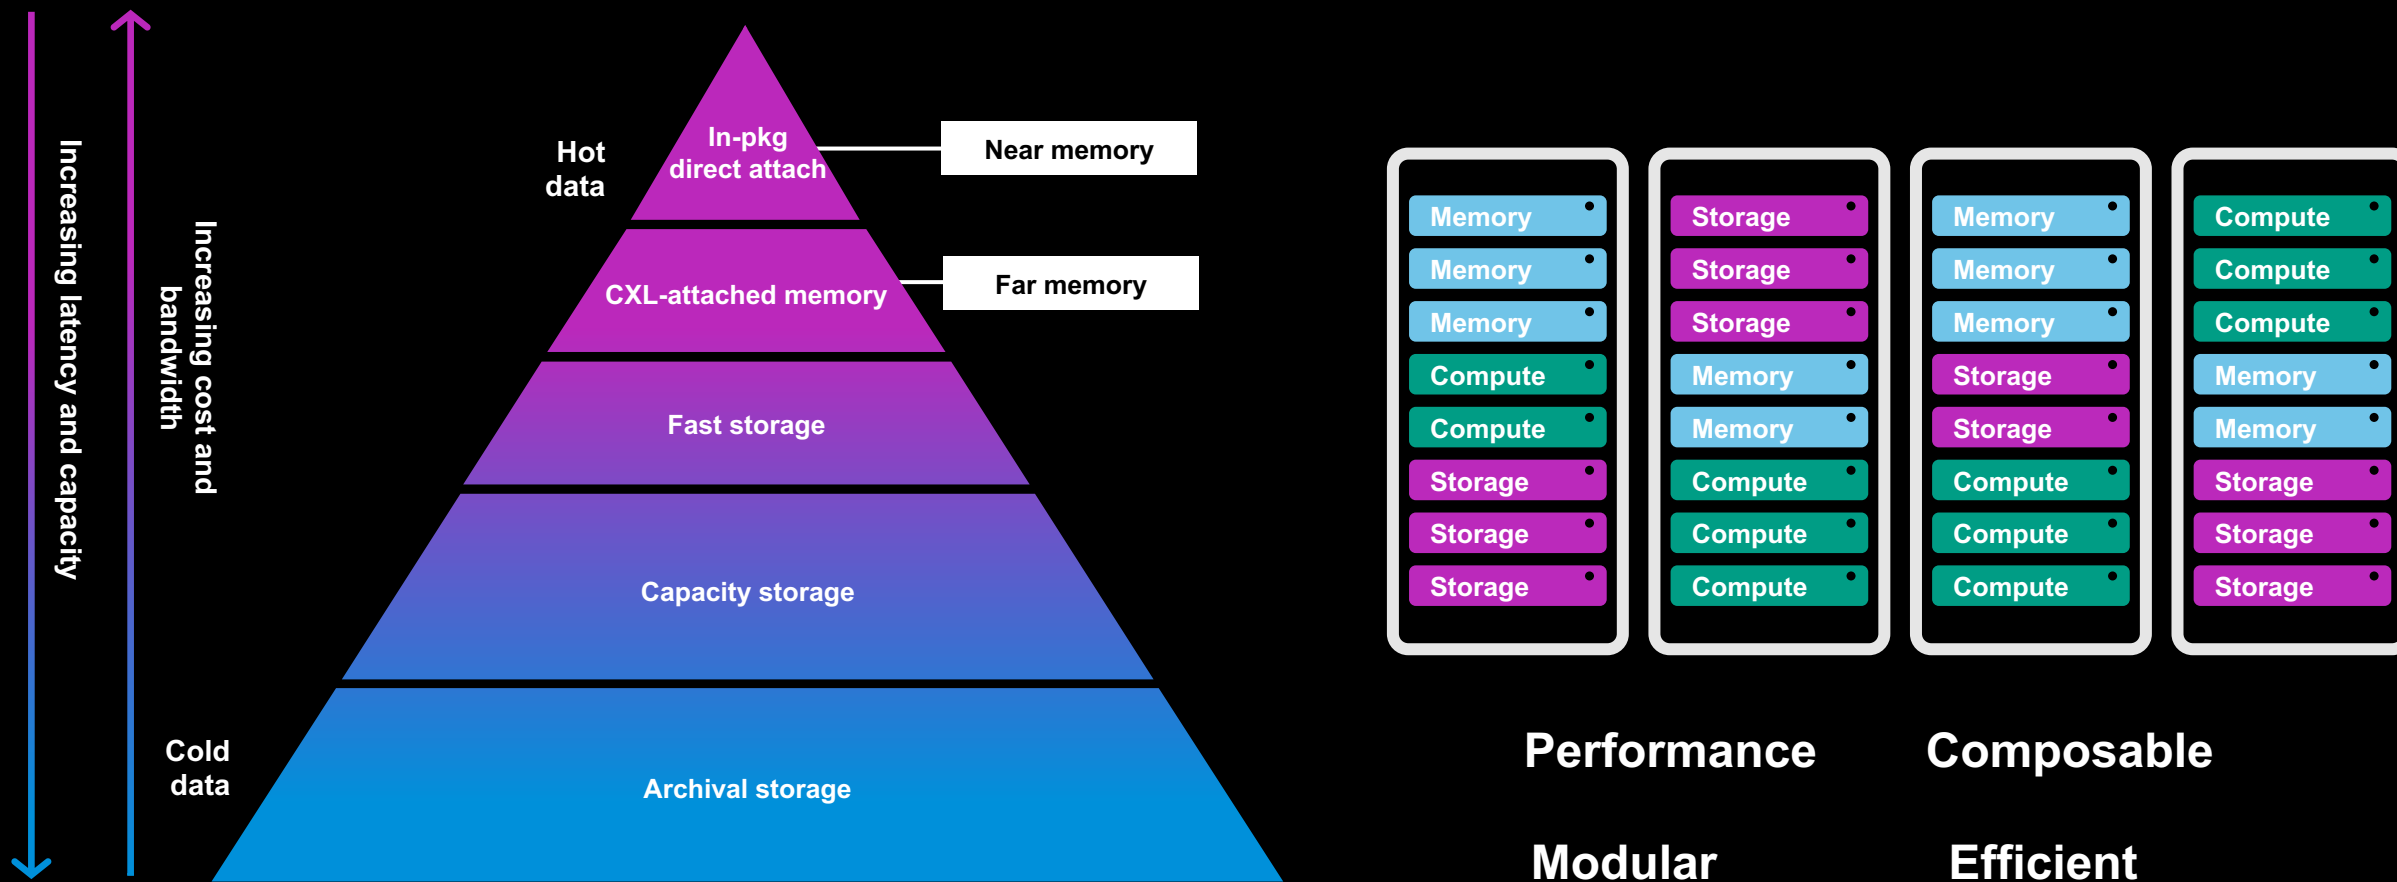 Increasing latency and capacity
Increasing cost and
bandwidth
Hot
data
Cold
data
In-pkg
direct attach
Near memory
CXL-attached memory
Far memory
Fast storage
Capacity storage
Archival storage
Memory
Memory
Memory
Compute
Compute
Storage
Storage
Storage
Storage
Storage
Storage
Memory
Memory
Compute
Compute
Compute
Memory
Memory
Memory
Storage
Storage
Compute
Compute
Compute
Compute
Compute
Compute
Memory
Memory
Storage
Storage
Storage
Performance
Composable
Modular
Efficient